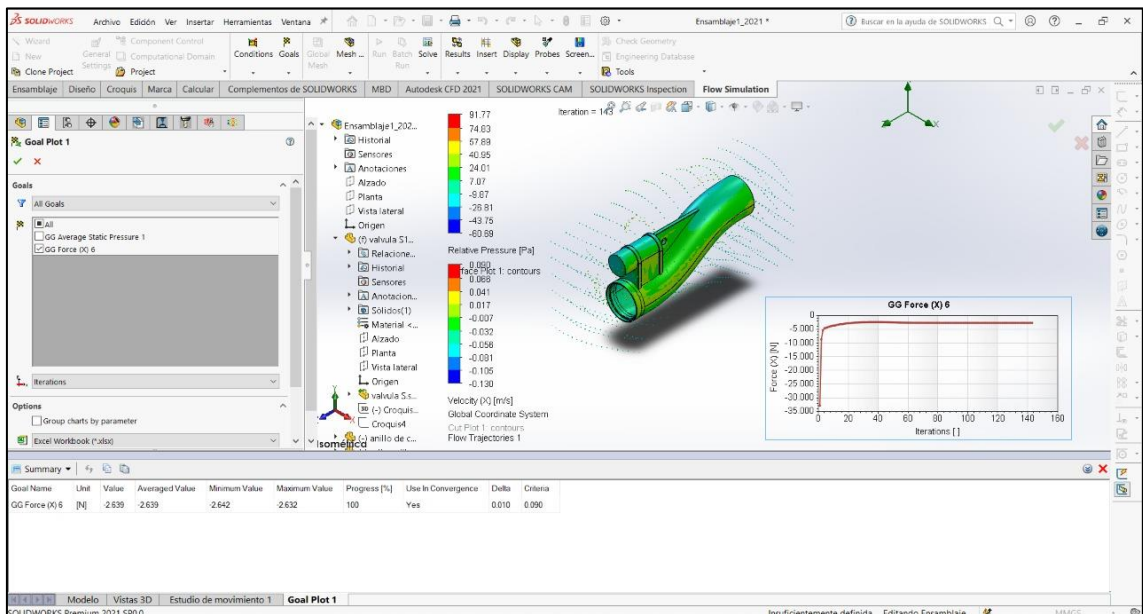 SOLIDWORKS Archivo Edición Ver Insertar Herramientas Ventana Ensamblaje1_2021 * Buscar en la ayuda de SOLIDWORKS
Wizard Component Control Check Geometry
New General Settings Computational Domain Conditions Goals Global Mesh Mesh... Run Batch Run Solve Results Insert Display Probes Screen... Engineering Database
Clone Project Project Tools
Ensamblaje Diseño Croquis Marca Calcular Complementos de SOLIDWORKS MBD Autodesk CFD 2021 SOLIDWORKS CAM SOLIDWORKS Inspection Flow Simulation
Iteration = 143
Goal Plot 1
Goals
All Goals
All
GG Average Static Pressure 1
GG Force (X) 6
Iterations
Options
Group charts by parameter
Excel Workbook (*.xlsx)
Ensamblaje1_202...
Historial
Sensores
Anotaciones
Alzado
Planta
Vista lateral
Origen
(f) valvula S1...
Relacione...
Historial
Sensores
Anotacion...
Sólidos(1)
Material <...
Alzado
Planta
Vista lateral
Origen
valvula S.s...
(-) Croquis...
Croquis4
(-) anillo de c...
Isométrica
91.77
74.83
57.89
40.95
24.01
7.07
-9.87
-26.81
-43.75
-60.69
Relative Pressure [Pa]
Surface Plot 1: contours
0.090
0.066
0.041
0.017
-0.007
-0.032
-0.056
-0.081
-0.105
-0.130
Velocity (X) [m/s]
Global Coordinate System
Cut Plot 1: contours
Flow Trajectories 1
GG Force (X) 6
Force (X) [N]
0
-5.000
-10.000
-15.000
-20.000
-25.000
-30.000
-35.000
0 20 40 60 80 100 120 140 160
Iterations [ ]
Summary
Goal Name Unit Value Averaged Value Minimum Value Maximum Value Progress [%] Use In Convergence Delta Criteria
GG Force (X) 6 [N] -2.639 -2.639 -2.642 -2.632 100 Yes 0.010 0.090
Modelo Vistas 3D Estudio de movimiento 1 Goal Plot 1
SOLIDWORKS Premium 2021 SP0.0 Insuficientemente definida Editando Ensamblaje MMGS